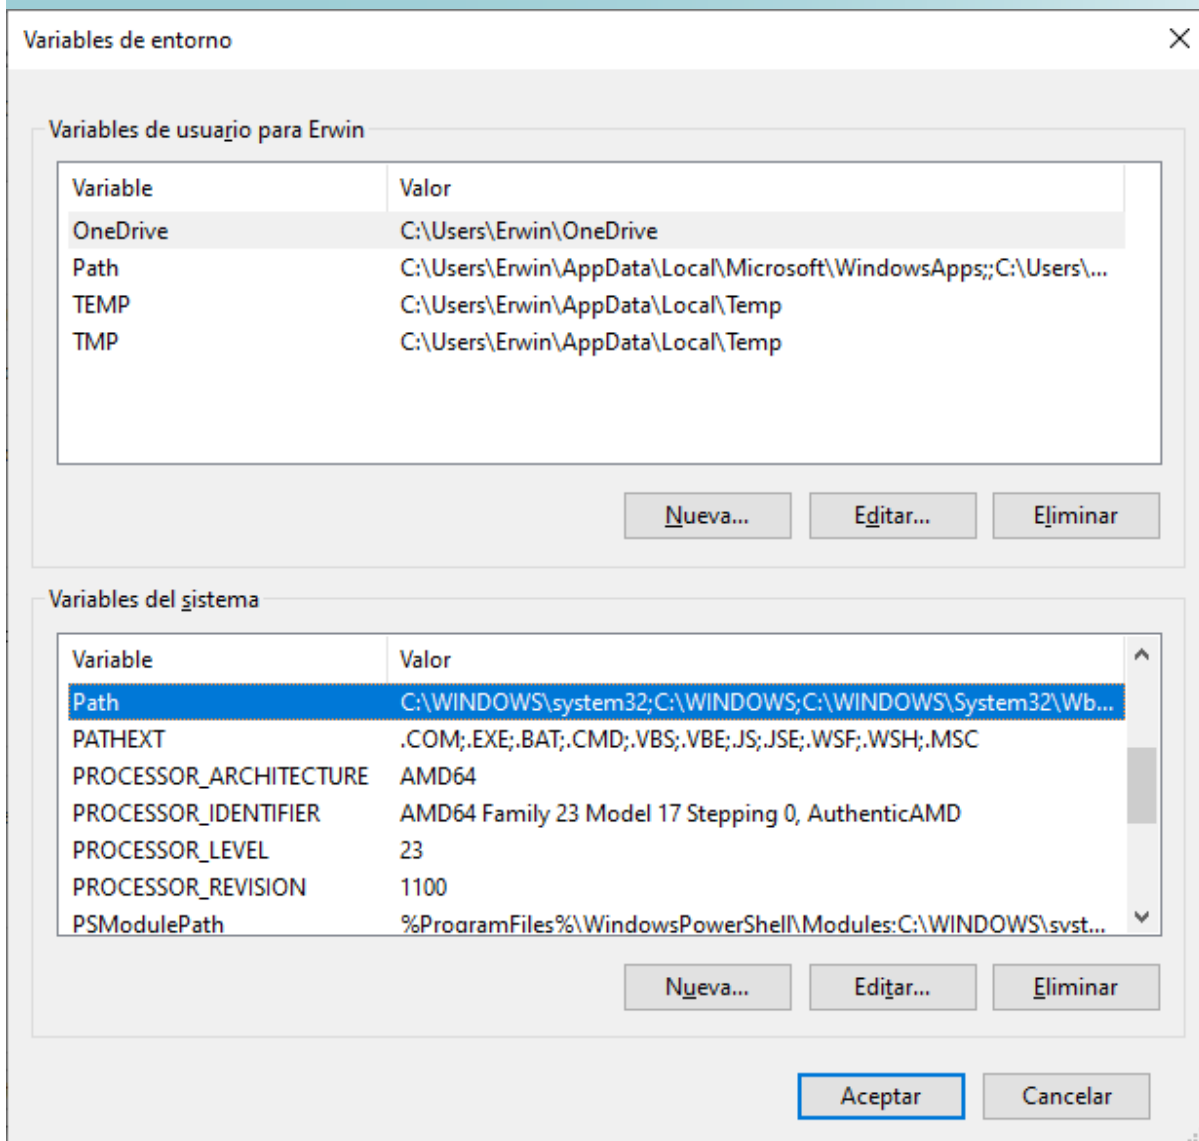 Variables de entorno
Variables de usuario para Erwin
Variable Valor
OneDrive C:\Users\Erwin\OneDrive
Path C:\Users\Erwin\AppData\Local\Microsoft\WindowsApps;;C:\Users\...
TEMP C:\Users\Erwin\AppData\Local\Temp
TMP C:\Users\Erwin\AppData\Local\Temp
Nueva... Editar... Eliminar
Variables del sistema
Variable Valor
Path C:\WINDOWS\system32;C:\WINDOWS;C:\WINDOWS\System32\Wb...
PATHEXT .COM;.EXE;.BAT;.CMD;.VBS;.VBE;.JS;.JSE;.WSF;.WSH;.MSC
PROCESSOR_ARCHITECTURE AMD64
PROCESSOR_IDENTIFIER AMD64 Family 23 Model 17 Stepping 0, AuthenticAMD
PROCESSOR_LEVEL 23
PROCESSOR_REVISION 1100
PSModulePath %ProgramFiles%\WindowsPowerShell\Modules;C:\WINDOWS\syst...
Nueva... Editar... Eliminar
Aceptar Cancelar